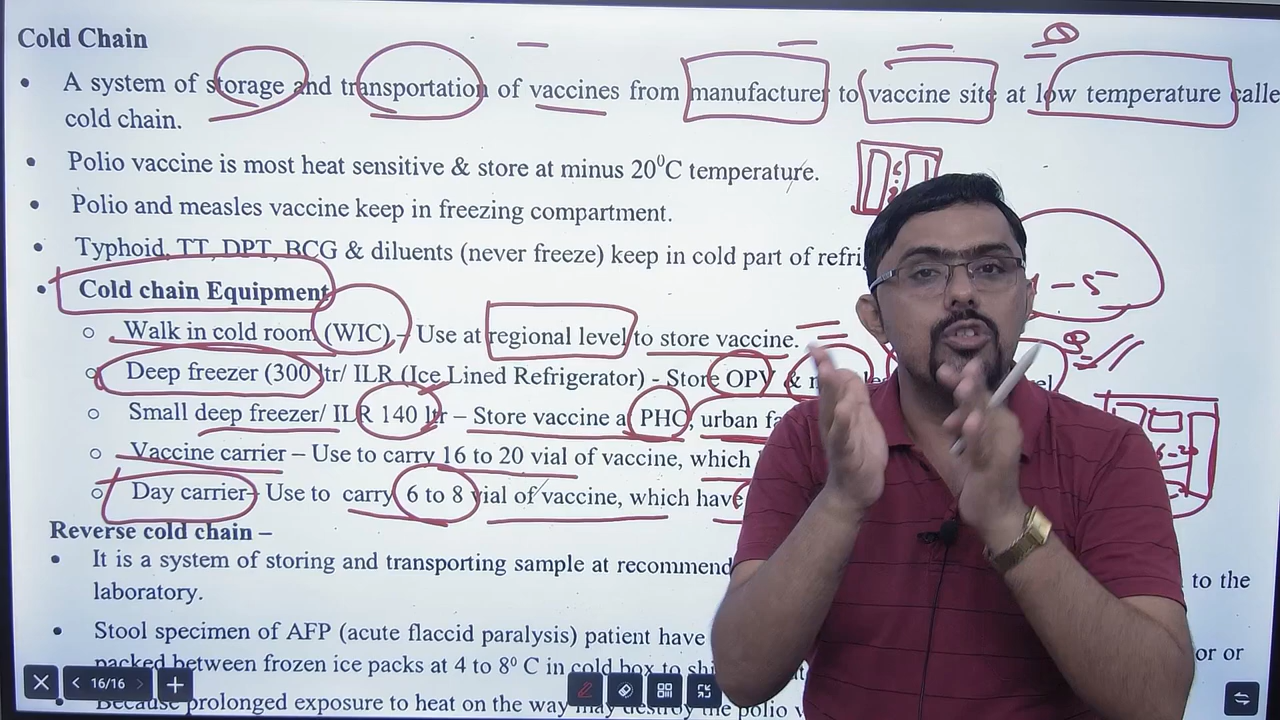 Cold Chain
• A system of storage and transportation of vaccines from manufacturer to vaccine site at low temperature calle
cold chain.
• Polio vaccine is most heat sensitive & store at minus 20⁰C temperature.
• Polio and measles vaccine keep in freezing compartment.
• Typhoid, TT, DPT, BCG & diluents (never freeze) keep in cold part of refri
- 5
• Cold chain Equipment
○ Walk in cold room (WIC) – Use at regional level to store vaccine.
○ Deep freezer (300 ltr/ ILR (Ice Lined Refrigerator) - Store OPV &
○ Small deep freezer/ ILR 140 ltr – Store vaccine a PHC, urban fa
○ Vaccine carrier – Use to carry 16 to 20 vial of vaccine, which
○ Day carrier– Use to carry 6 to 8 vial of vaccine, which have
Reverse cold chain –
• It is a system of storing and transporting sample at recommend to the
laboratory.
• Stool specimen of AFP (acute flaccid paralysis) patient have
packed between frozen ice packs at 4 to 8⁰ C in cold box to shi or or
• Because prolonged exposure to heat on the way may destroy the polio v
16/16